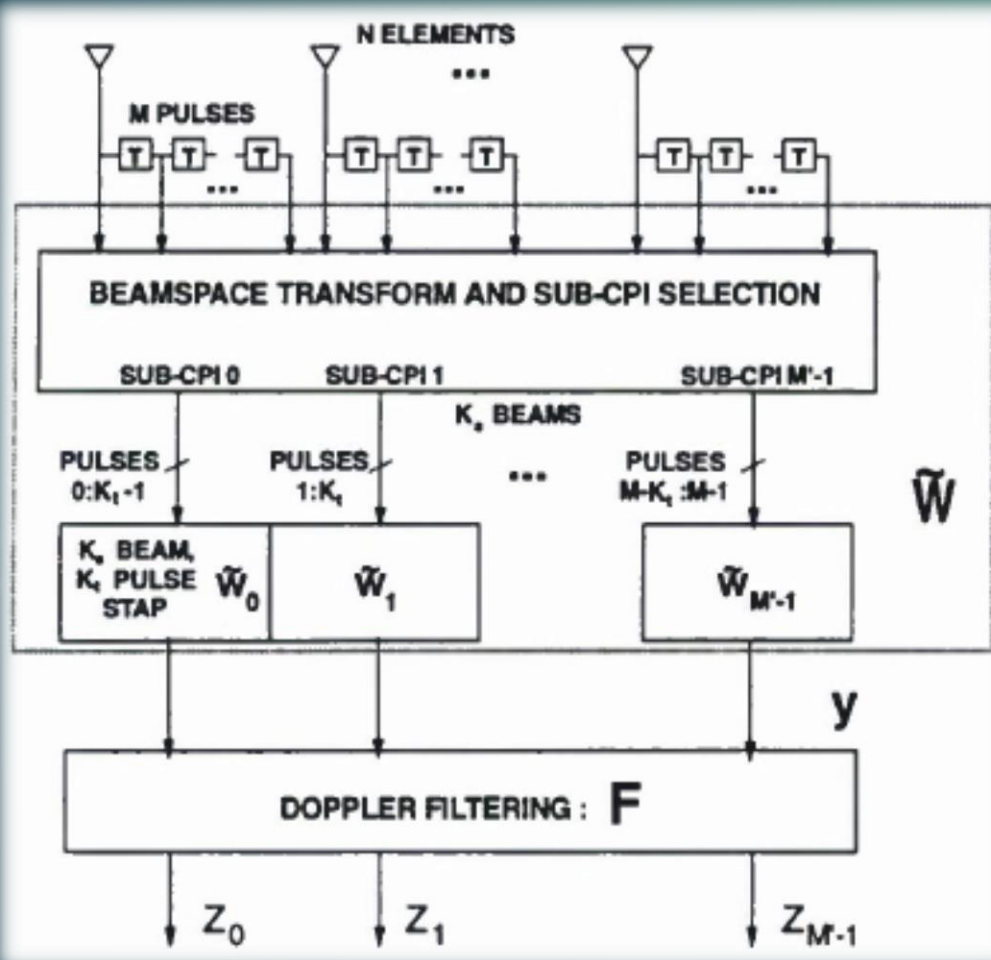 N ELEMENTS
...
M PULSES
T T T T T T T T T
... ... ...
BEAMSPACE TRANSFORM AND SUB-CPI SELECTION
SUB-CPI 0 SUB-CPI 1 SUB-CPI M'-1
Kₛ BEAMS
PULSES PULSES ... PULSES
0:Kₜ-1 1:Kₜ M-Kₜ:M-1
W̃
Kₛ BEAM,
Kₜ PULSE W̃₀ W̃₁ W̃M'-1
STAP
y
DOPPLER FILTERING : F
Z₀ Z₁ ZM'-1